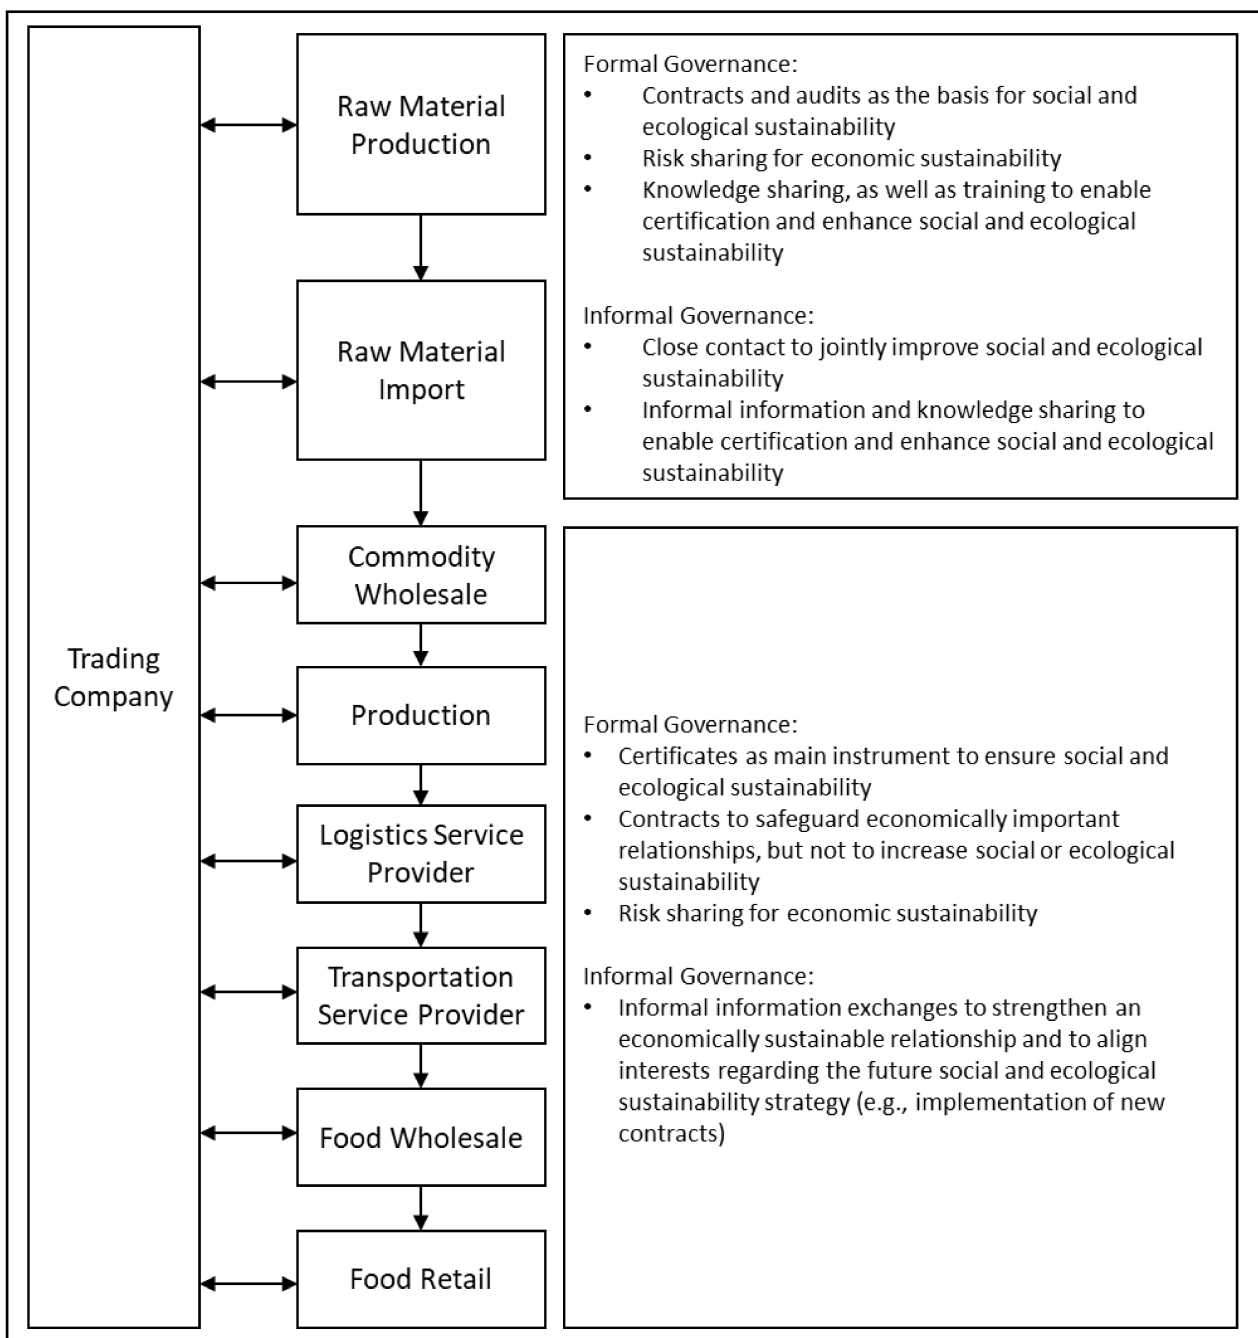 Trading
Company
Raw Material
Production
Raw Material
Import
Commodity
Wholesale
Production
Logistics Service
Provider
Transportation
Service Provider
Food Wholesale
Food Retail
Formal Governance:
• Contracts and audits as the basis for social and
ecological sustainability
• Risk sharing for economic sustainability
• Knowledge sharing, as well as training to enable
certification and enhance social and ecological
sustainability
Informal Governance:
• Close contact to jointly improve social and ecological
sustainability
• Informal information and knowledge sharing to
enable certification and enhance social and ecological
sustainability
Formal Governance:
• Certificates as main instrument to ensure social and
ecological sustainability
• Contracts to safeguard economically important
relationships, but not to increase social or ecological
sustainability
• Risk sharing for economic sustainability
Informal Governance:
• Informal information exchanges to strengthen an
economically sustainable relationship and to align
interests regarding the future social and ecological
sustainability strategy (e.g., implementation of new
contracts)